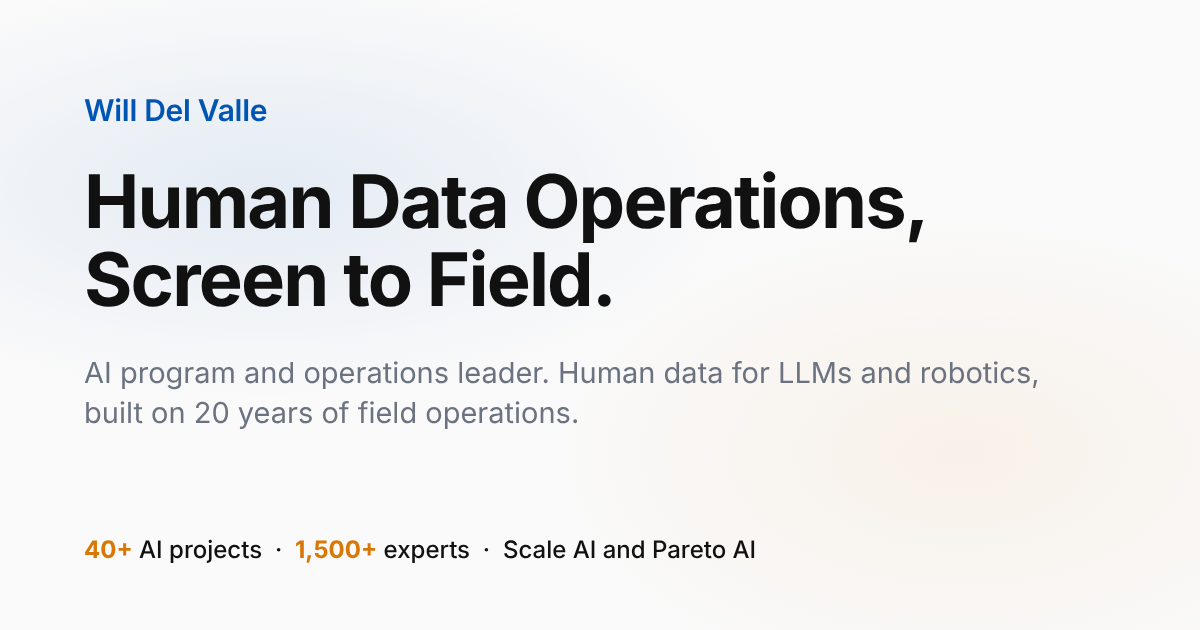 Will Del Valle
Human Data Operations,
Screen to Field.
AI program and operations leader. Human data for LLMs and robotics,
built on 20 years of field operations.
40+ AI projects · 1,500+ experts · Scale AI and Pareto AI